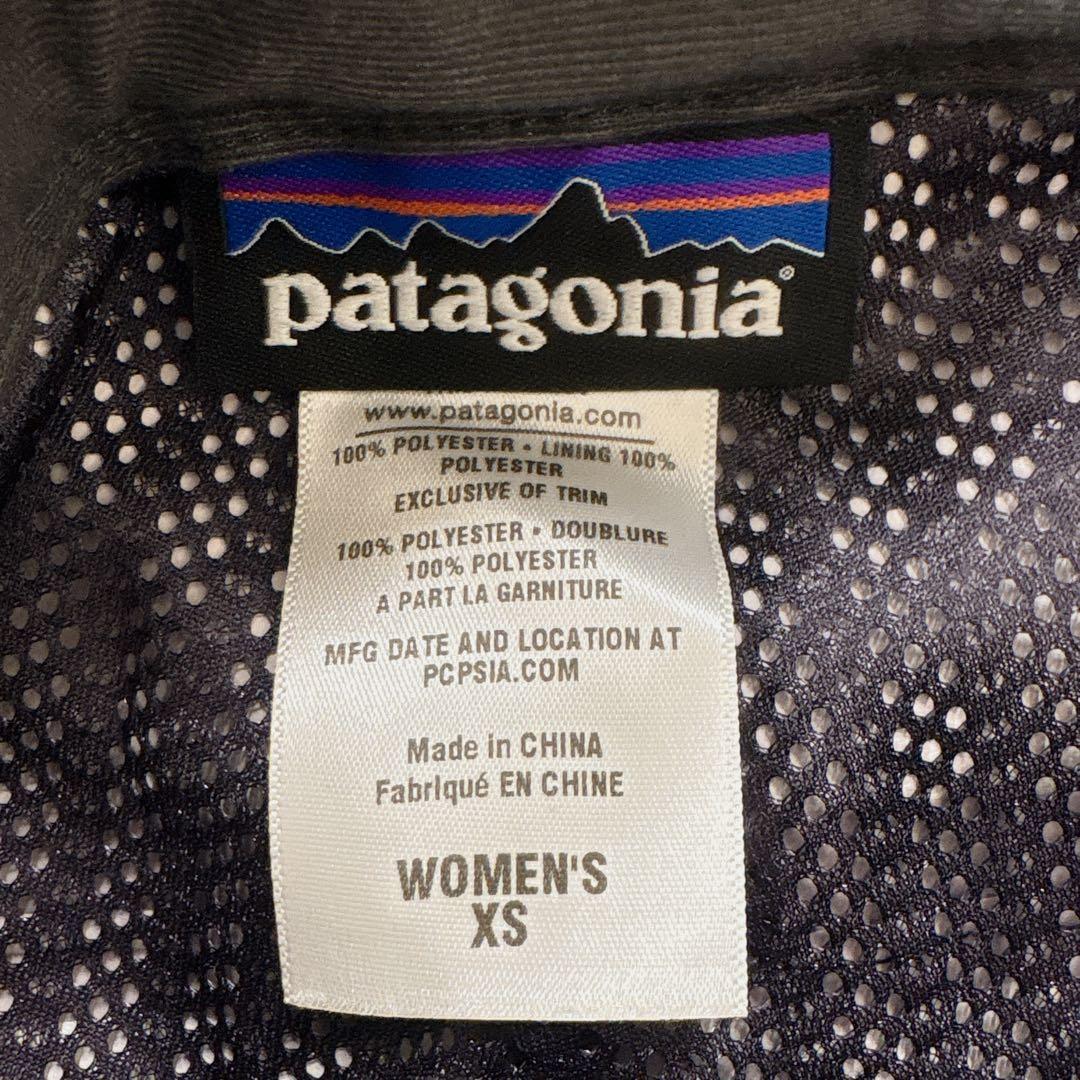 patagonia®
www.patagonia.com
100% POLYESTER • LINING 100%
POLYESTER
EXCLUSIVE OF TRIM
100% POLYESTER • DOUBLURE
100% POLYESTER
A PART LA GARNITURE
MFG DATE AND LOCATION AT
PCPSIA.COM
Made in CHINA
Fabriqué EN CHINE
WOMEN'S
XS